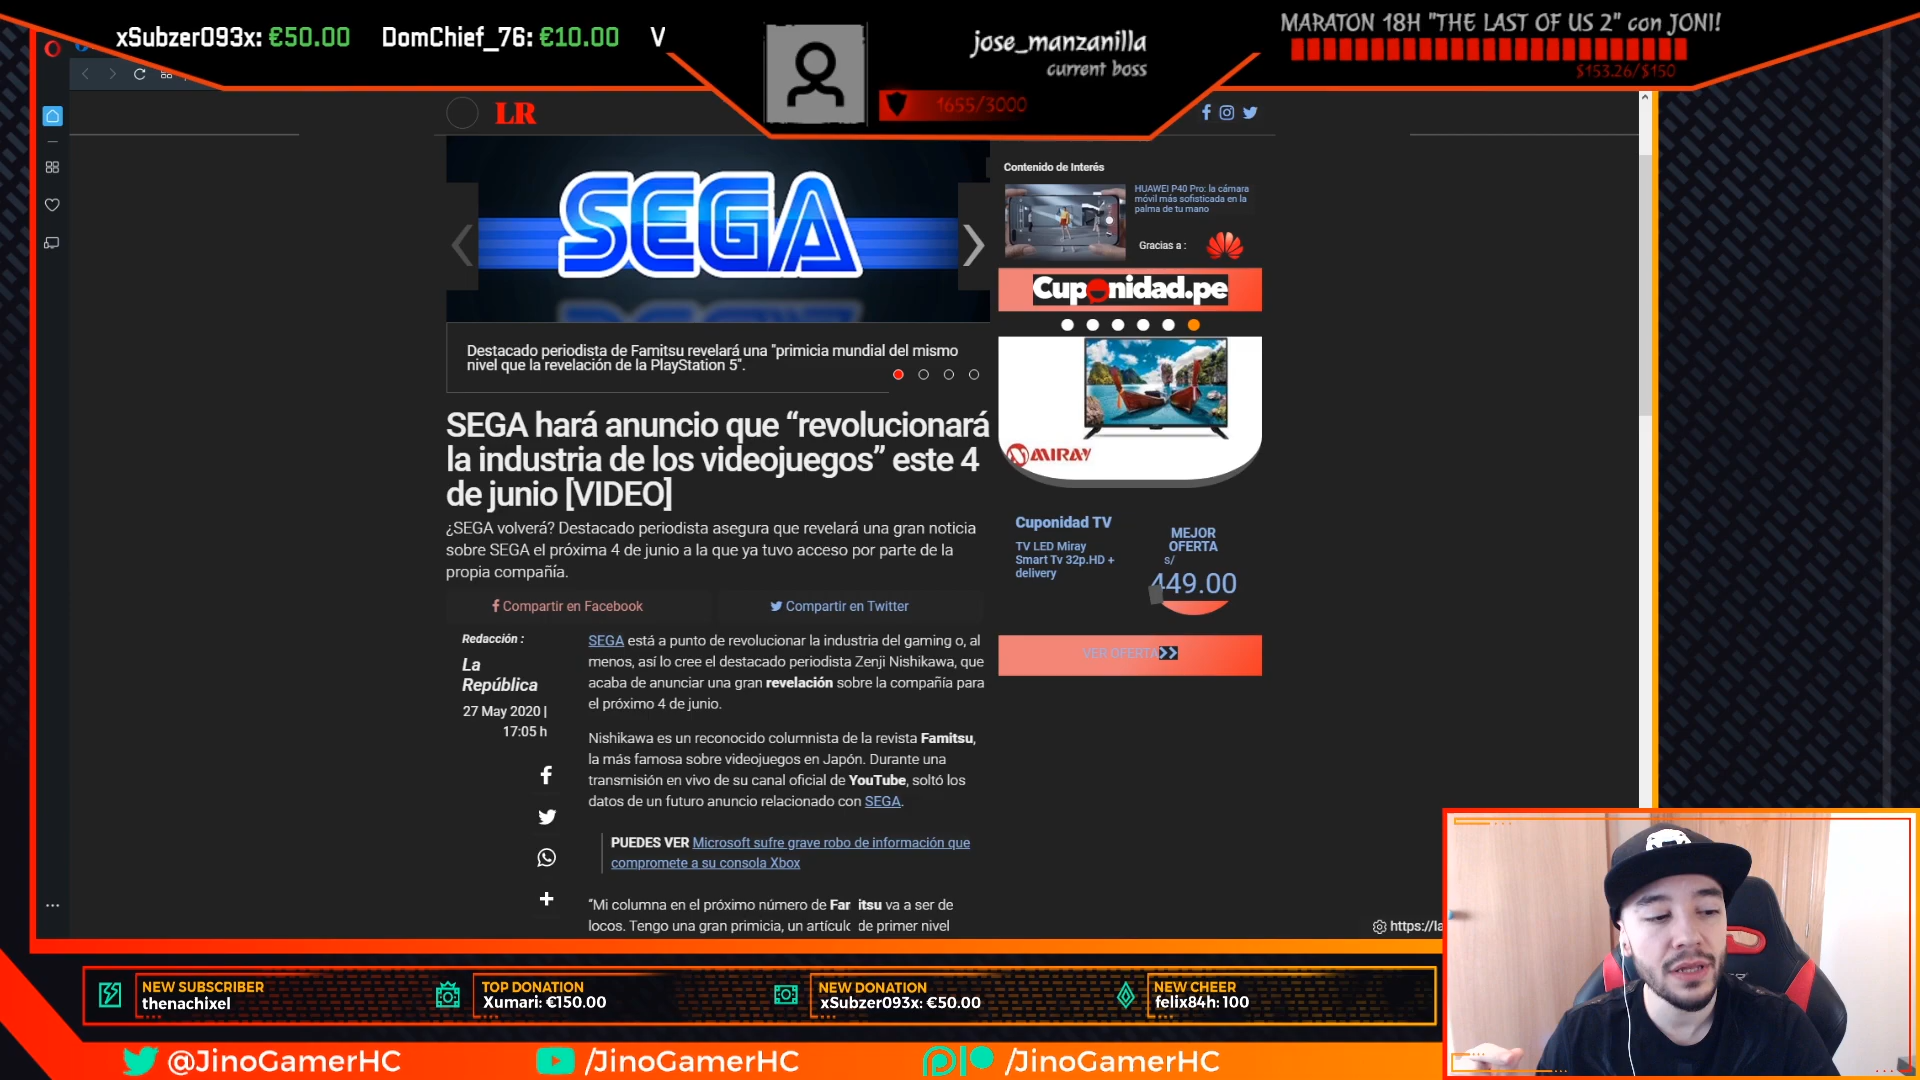 xSubzer093x: €50.00 DomChief_76: €10.00 V
jose_manzanilla
current boss
1655/3000
MARATON 18H "THE LAST OF US 2" con JONI!
$153.26/$150
LR
SEGA
Contenido de Interés
HUAWEI P40 Pro: la cámara
móvil más sofisticada en la
palma de tu mano
Gracias a :
Cuponidad.pe
Destacado periodista de Famitsu revelará una "primicia mundial del mismo
nivel que la revelación de la PlayStation 5".
MIRAY
SEGA hará anuncio que “revolucionará
la industria de los videojuegos” este 4
de junio [VIDEO]
¿SEGA volverá? Destacado periodista asegura que revelará una gran noticia
sobre SEGA el próxima 4 de junio a la que ya tuvo acceso por parte de la
propia compañía.
Compartir en Facebook
Compartir en Twitter
Cuponidad TV
TV LED Miray
Smart Tv 32p.HD +
delivery
MEJOR
OFERTA
s/
449.00
VER OFERTA
Redacción :
La
República
27 May 2020 |
17:05 h
SEGA está a punto de revolucionar la industria del gaming o, al
menos, así lo cree el destacado periodista Zenji Nishikawa, que
acaba de anunciar una gran revelación sobre la compañía para
el próximo 4 de junio.
Nishikawa es un reconocido columnista de la revista Famitsu,
la más famosa sobre videojuegos en Japón. Durante una
transmisión en vivo de su canal oficial de YouTube, soltó los
datos de un futuro anuncio relacionado con SEGA.
PUEDES VER Microsoft sufre grave robo de información que
compromete a su consola Xbox
“Mi columna en el próximo número de Far itsu va a ser de
locos. Tengo una gran primicia, un artícul de primer nivel
https://la
NEW SUBSCRIBER
thenachixel
TOP DONATION
Xumari: €150.00
NEW DONATION
xSubzer093x: €50.00
NEW CHEER
felix84h: 100
@JinoGamerHC
/JinoGamerHC
/JinoGamerHC